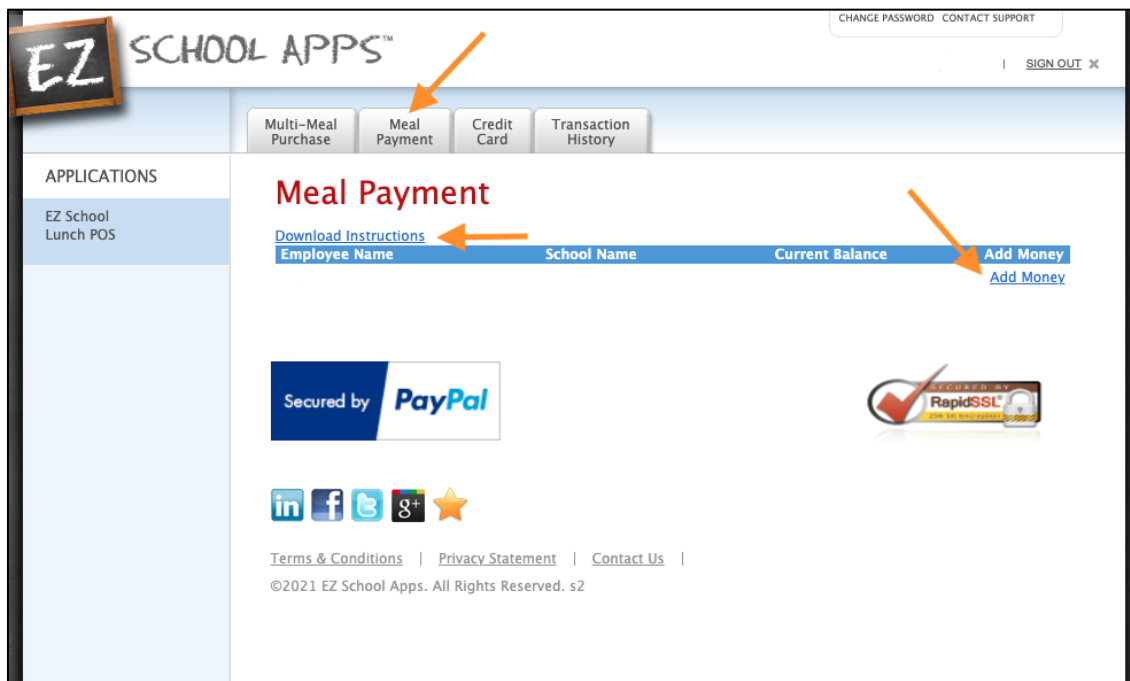 CHANGE PASSWORD CONTACT SUPPORT
EZ SCHOOL APPS™
| SIGN OUT ✖
Multi-Meal Purchase
Meal Payment
Credit Card
Transaction History
APPLICATIONS
EZ School
Lunch POS
Meal Payment
Download Instructions
Employee Name School Name Current Balance Add Money
Add Money
Secured by PayPal
SECURED BY
RapidSSL®
in f t g+
Terms & Conditions | Privacy Statement | Contact Us |
©2021 EZ School Apps. All Rights Reserved. s2